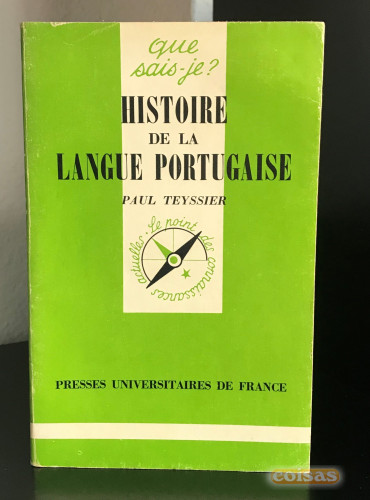 que
sais-je?
HISTOIRE
DE LA
LANGUE PORTUGAISE
PAUL TEYSSIER
Le point des connaissances actuelles
PRESSES UNIVERSITAIRES DE FRANCE
coisas